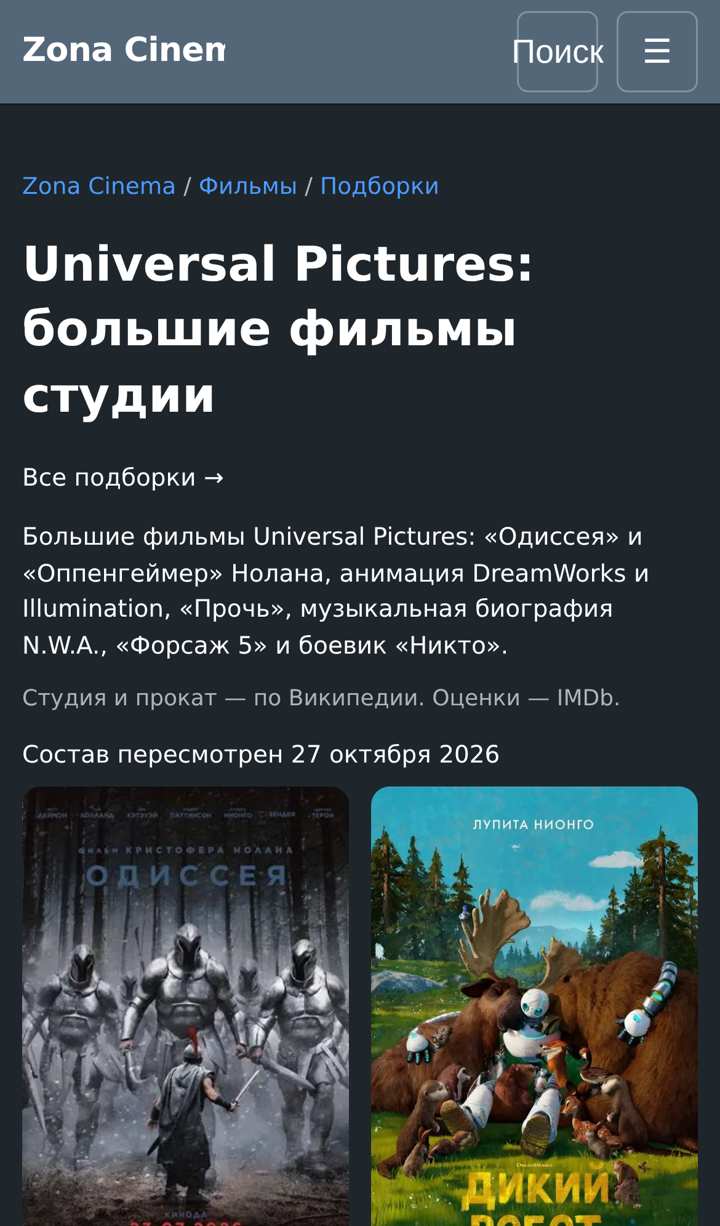 Zona Cinem
Поиск
☰
Zona Cinema / Фильмы / Подборки
Universal Pictures:
большие фильмы
студии
Все подборки →
Большие фильмы Universal Pictures: «Одиссея» и
«Оппенгеймер» Нолана, анимация DreamWorks и
Illumination, «Прочь», музыкальная биография
N.W.A., «Форсаж 5» и боевик «Никто».
Студия и прокат — по Википедии. Оценки — IMDb.
Состав пересмотрен 27 октября 2026
ФИЛЬМ КРИСТОФЕРА НОЛАНА
ОДИССЕЯ
ЛУПИТА НИОНГО
ДИКИЙ
РОБОТ